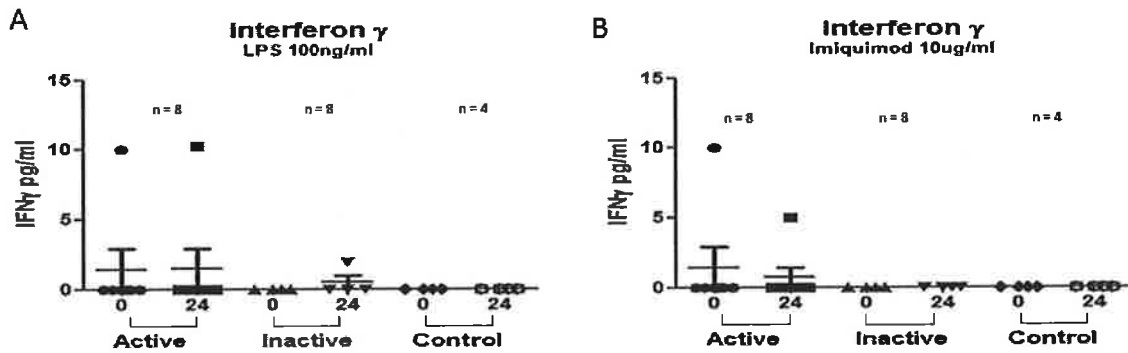 A
Interferon γ
LPS 100ng/ml
IFNγ pg/ml
15
10
5
0
n = 8
n = 8
n = 4
0 24 0 24 0 24
Active Inactive Control
B
Interferon γ
Imiquimod 10ug/ml
IFNγ pg/ml
15
10
5
0
n = 8
n = 8
n = 4
0 24 0 24 0 24
Active Inactive Control